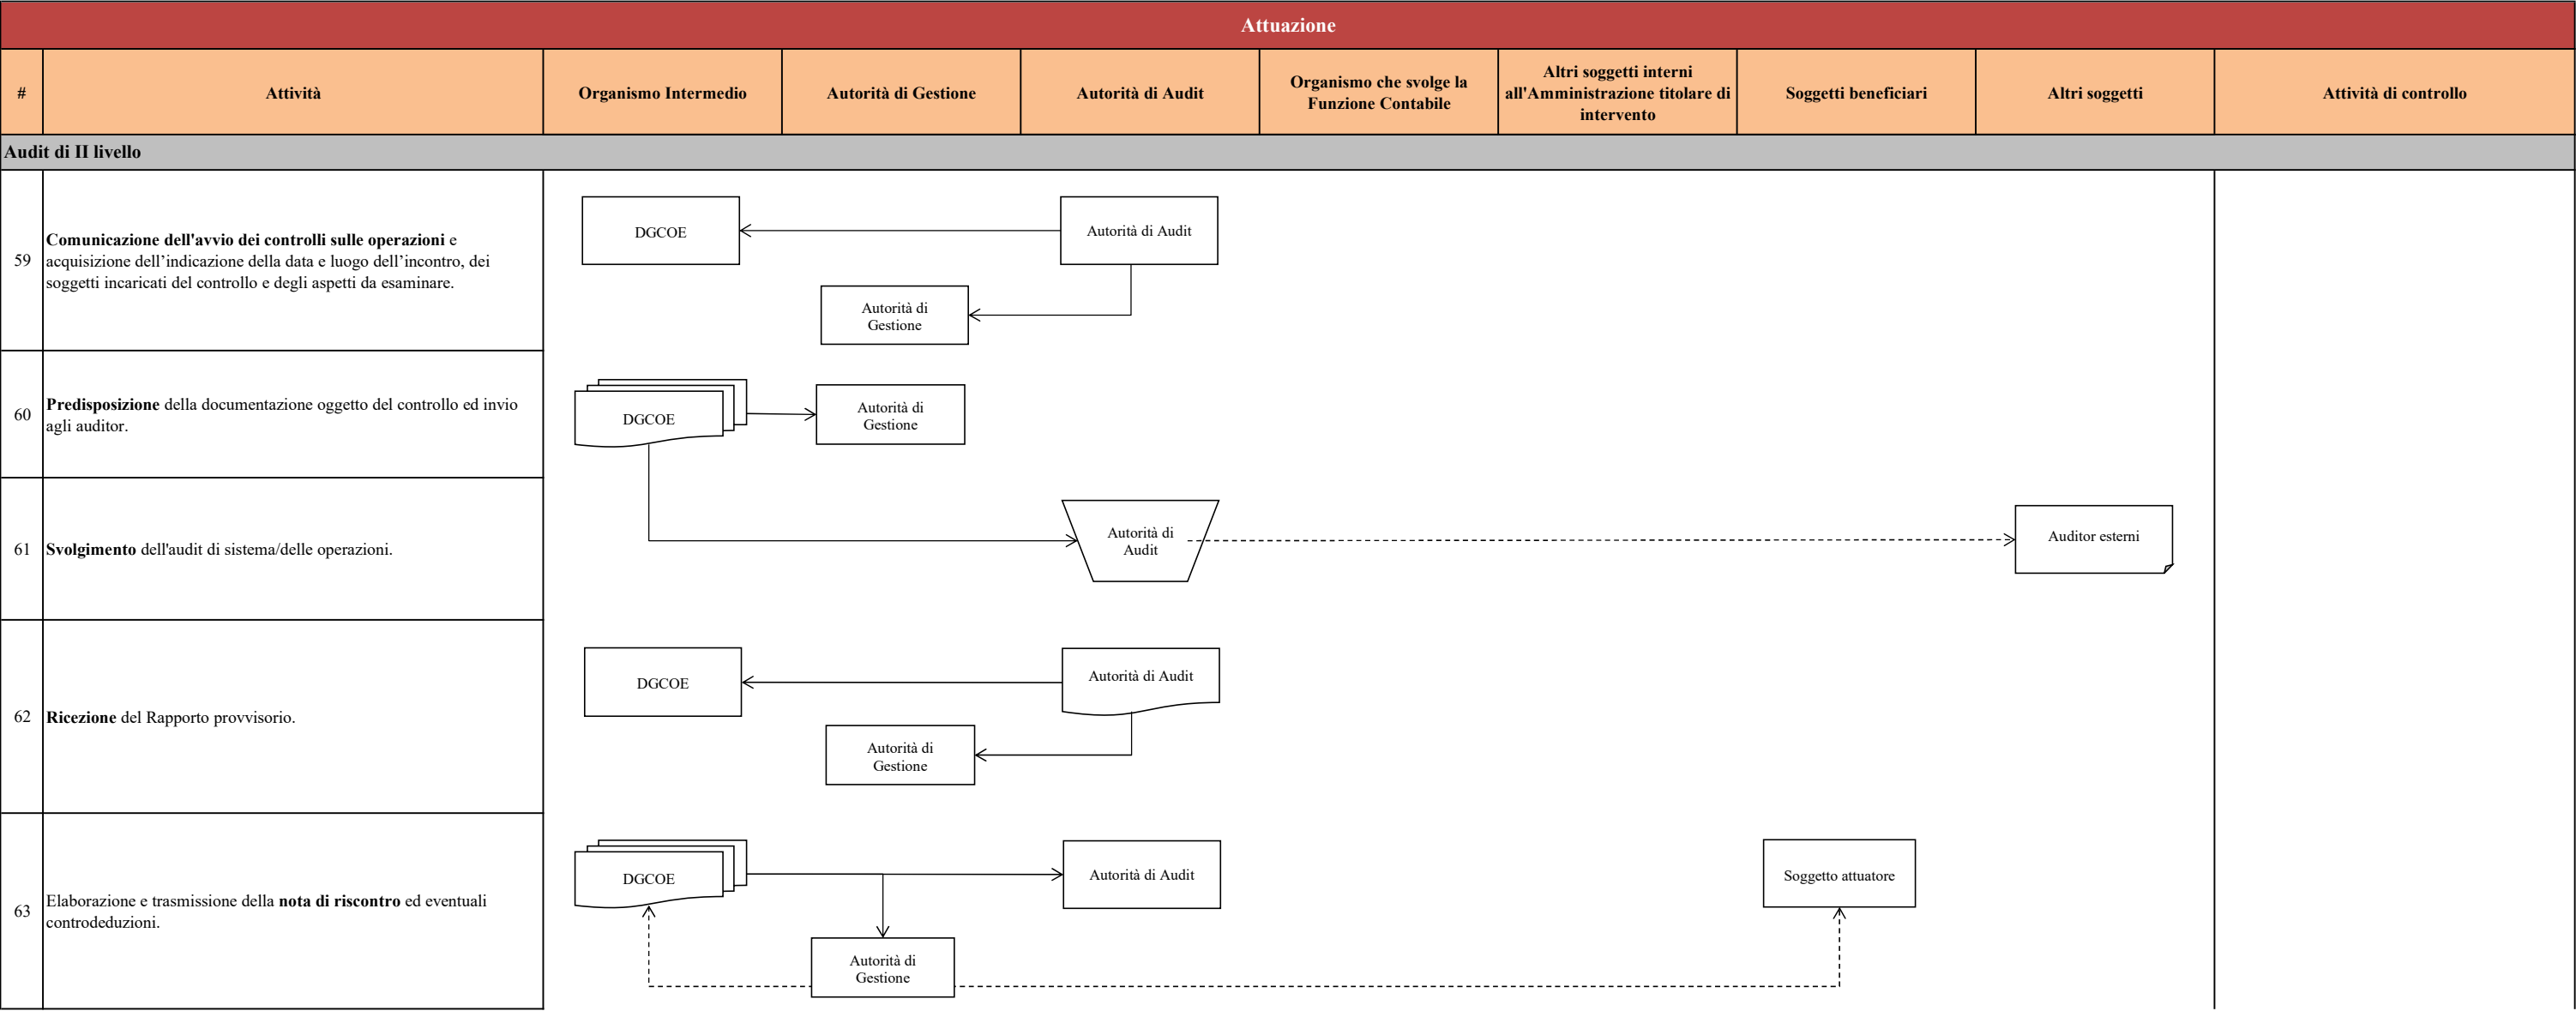 Attuazione
#
Attività
Organismo Intermedio
Autorità di Gestione
Autorità di Audit
Organismo che svolge la
Funzione Contabile
Altri soggetti interni
all'Amministrazione titolare di
intervento
Soggetti beneficiari
Altri soggetti
Attività di controllo
Audit di II livello
59
Comunicazione dell'avvio dei controlli sulle operazioni e
acquisizione dell’indicazione della data e luogo dell’incontro, dei
soggetti incaricati del controllo e degli aspetti da esaminare.
DGCOE
Autorità di Audit
Autorità di
Gestione
60
Predisposizione della documentazione oggetto del controllo ed invio
agli auditor.
DGCOE
Autorità di
Gestione
61
Svolgimento dell'audit di sistema/delle operazioni.
Autorità di
Audit
Auditor esterni
62
Ricezione del Rapporto provvisorio.
DGCOE
Autorità di Audit
Autorità di
Gestione
63
Elaborazione e trasmissione della nota di riscontro ed eventuali
controdeduzioni.
DGCOE
Autorità di Audit
Soggetto attuatore
Autorità di
Gestione